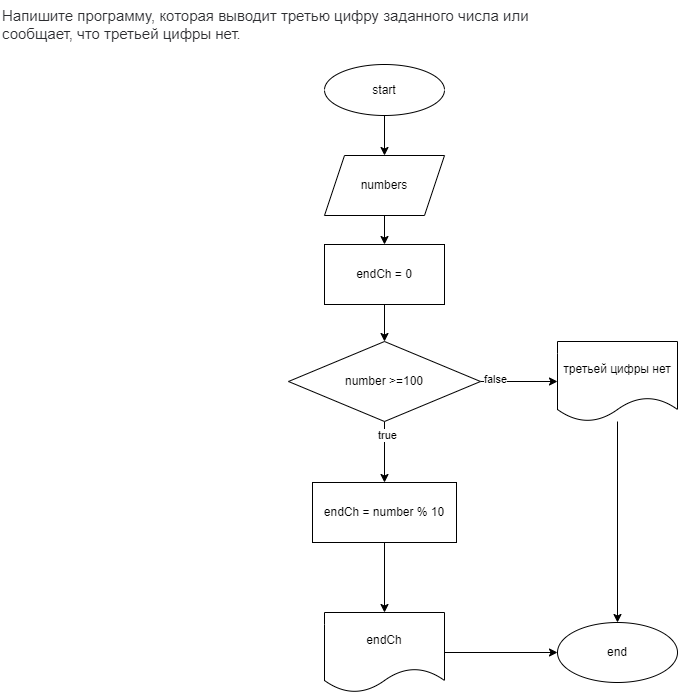 Напишите программу, которая выводит третью цифру заданного числа или
сообщает, что третьей цифры нет.
start
numbers
endCh = 0
number >=100
false
третьей цифры нет
true
endCh = number % 10
endCh
end